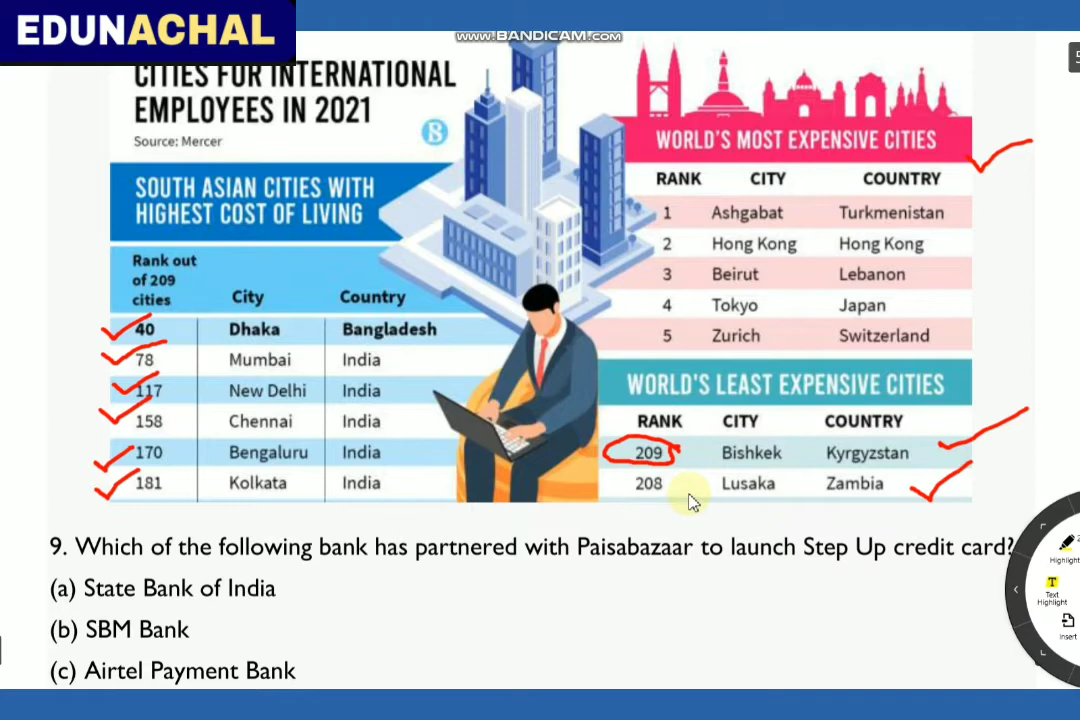 EDUNACHAL
www.BANDICAM.com
CITIES FOR INTERNATIONAL
EMPLOYEES IN 2021
Source: Mercer
SOUTH ASIAN CITIES WITH
HIGHEST COST OF LIVING
Rank out
of 209
cities City Country
40 Dhaka Bangladesh
78 Mumbai India
117 New Delhi India
158 Chennai India
170 Bengaluru India
181 Kolkata India
WORLD'S MOST EXPENSIVE CITIES
RANK CITY COUNTRY
1 Ashgabat Turkmenistan
2 Hong Kong Hong Kong
3 Beirut Lebanon
4 Tokyo Japan
5 Zurich Switzerland
WORLD'S LEAST EXPENSIVE CITIES
RANK CITY COUNTRY
209 Bishkek Kyrgyzstan
208 Lusaka Zambia
9. Which of the following bank has partnered with Paisabazaar to launch Step Up credit card?
(a) State Bank of India
(b) SBM Bank
(c) Airtel Payment Bank
Highlight
T
Text
Highlight
Insert